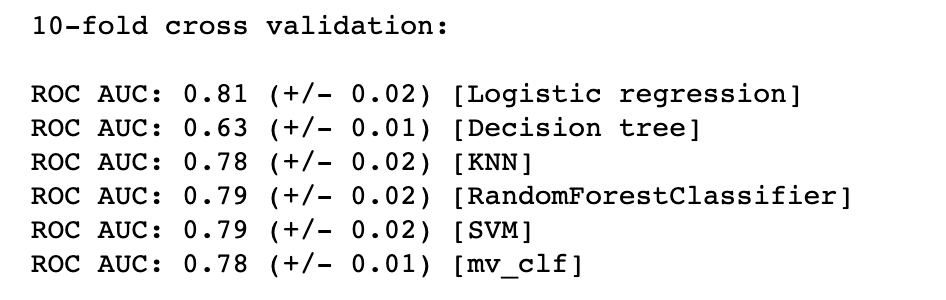 10-fold cross validation:
ROC AUC: 0.81 (+/- 0.02) [Logistic regression]
ROC AUC: 0.63 (+/- 0.01) [Decision tree]
ROC AUC: 0.78 (+/- 0.02) [KNN]
ROC AUC: 0.79 (+/- 0.02) [RandomForestClassifier]
ROC AUC: 0.79 (+/- 0.02) [SVM]
ROC AUC: 0.78 (+/- 0.01) [mv_clf]